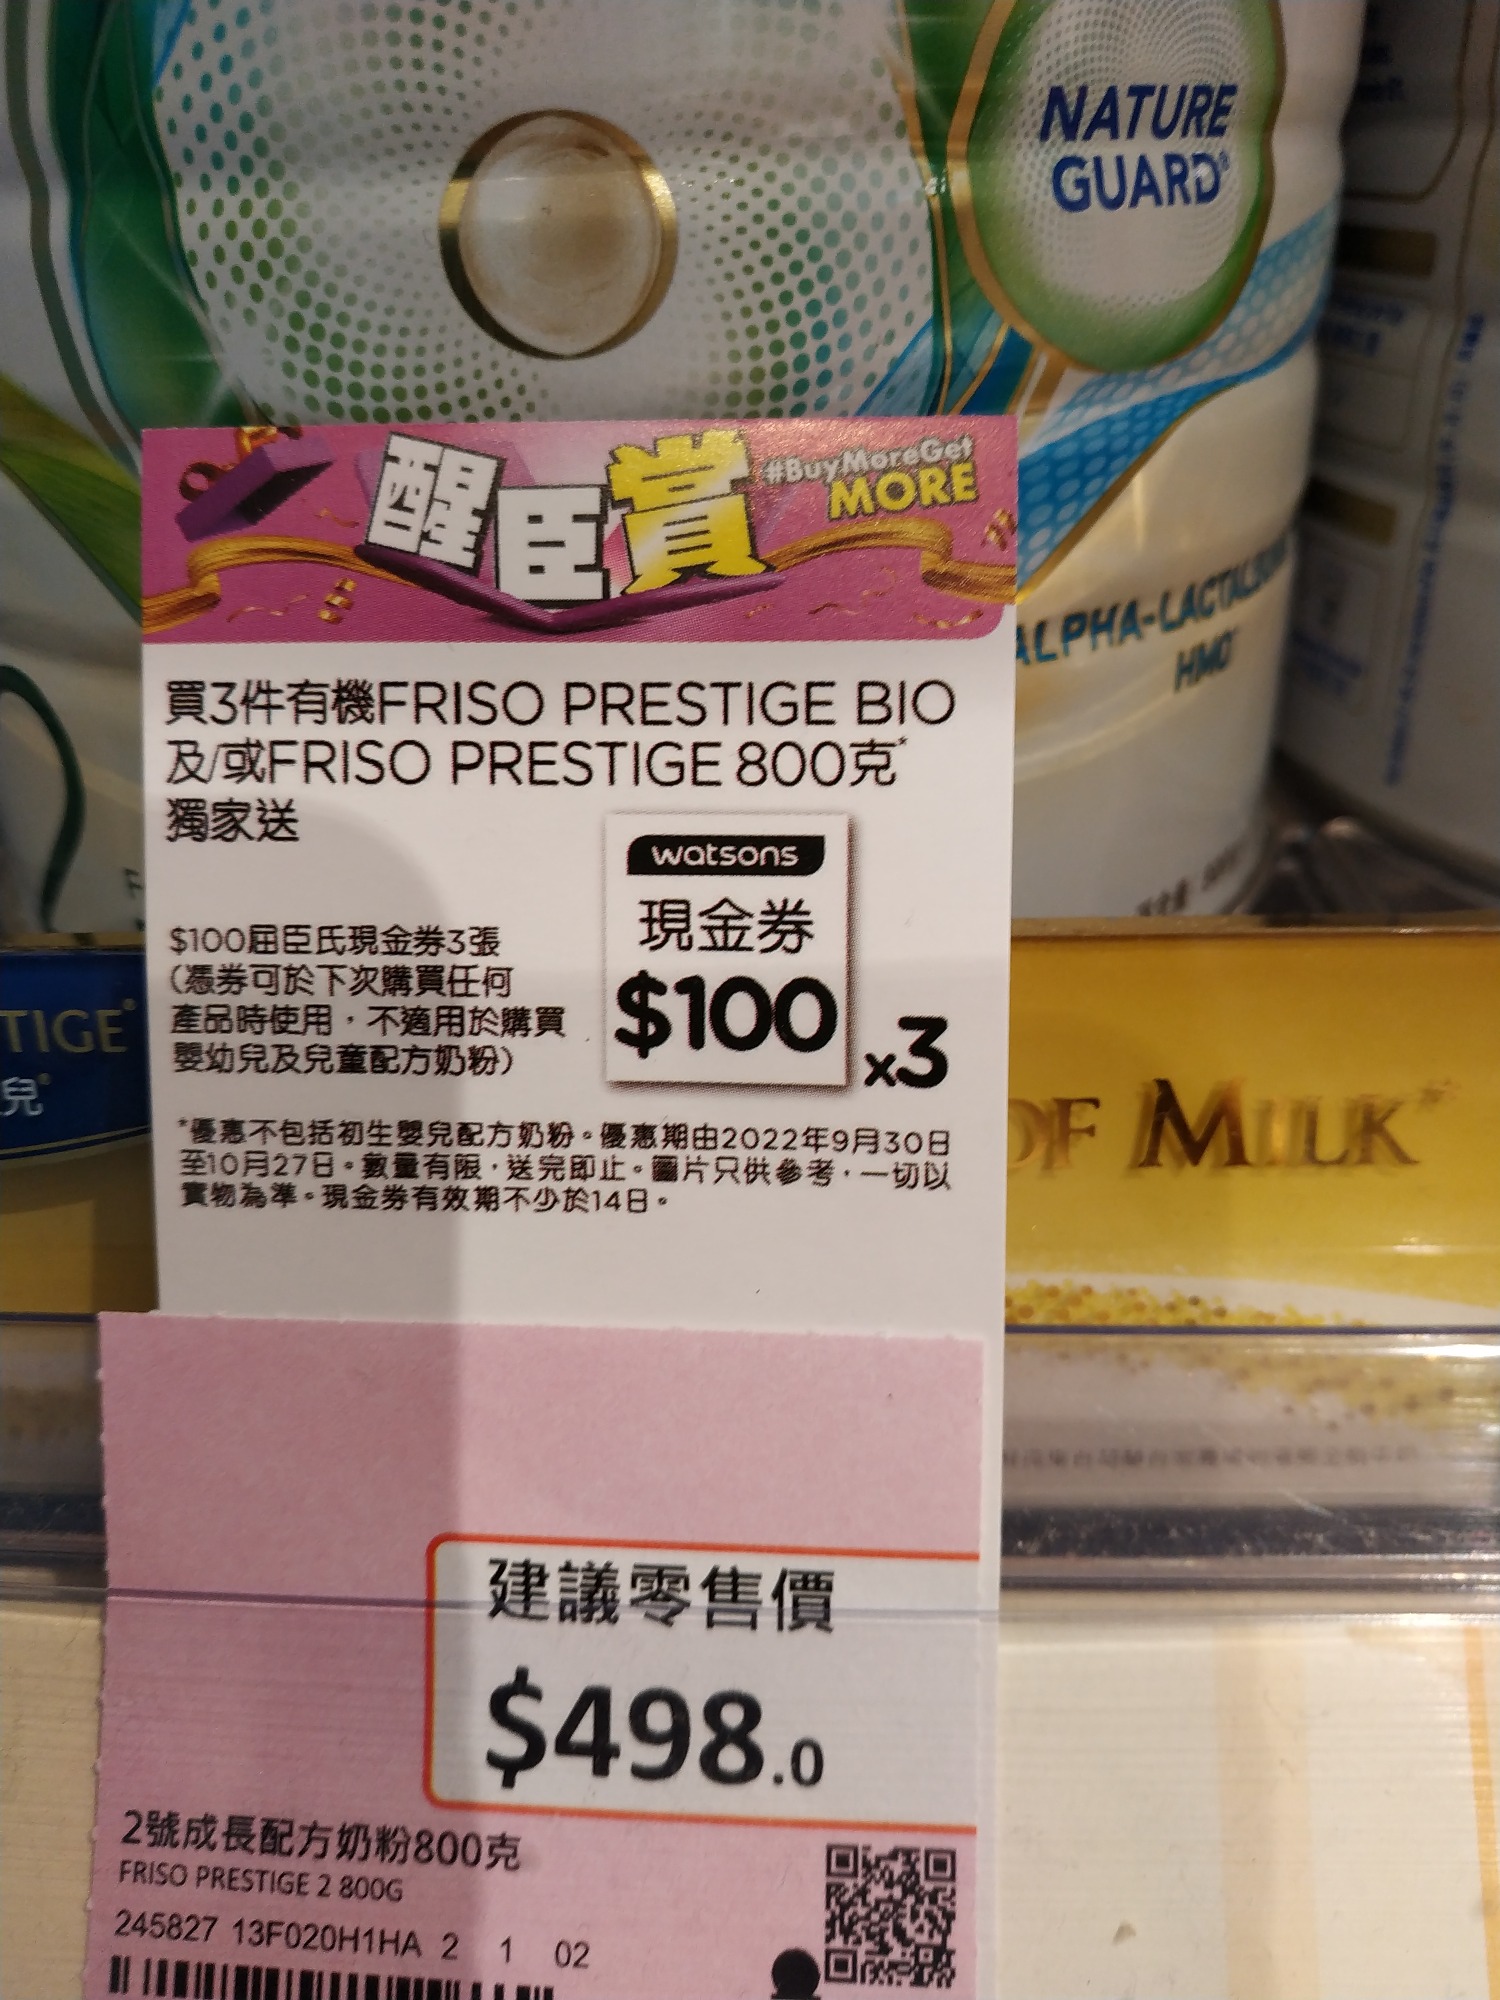 NATURE
GUARD®
醒臣賞
#BuyMoreGet
MORE
ALPHA-LACTALBU
HMO
買3件有機FRISO PRESTIGE BIO
及/或FRISO PRESTIGE 800克*
獨家送
watsons
現金券
$100
x3
$100屈臣氏現金券3張
(憑券可於下次購買任何
產品時使用，不適用於購買
嬰幼兒及兒童配方奶粉)
*優惠不包括初生嬰兒配方奶粉。優惠期由2022年9月30日
至10月27日。數量有限，送完即止。圖片只供參考，一切以
實物為準。現金券有效期不少於14日。
TIGE®
兒
OF MILK
建議零售價
$498.0
2號成長配方奶粉800克
FRISO PRESTIGE 2 800G
245827 13F020H1HA 2 1 02